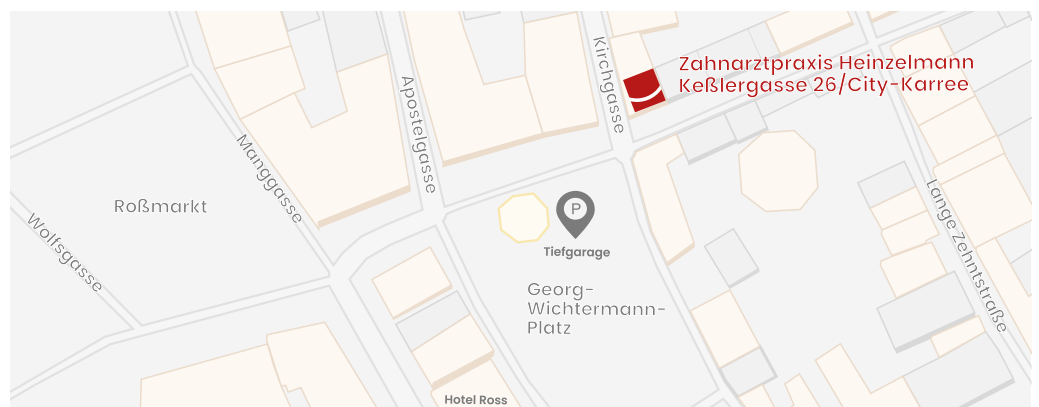 Zahnarztpraxis Heinzelmann
Keßlergasse 26/City-Karree
Kirchgasse
Apostelgasse
Manggasse
Roßmarkt
Wolfsgasse
P
Tiefgarage
Georg-
Wichtermann-
Platz
Lange Zehntstraße
Hotel Ross